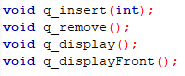 void q_insert(int);
void q_remove();
void q_display();
void q_displayFront();